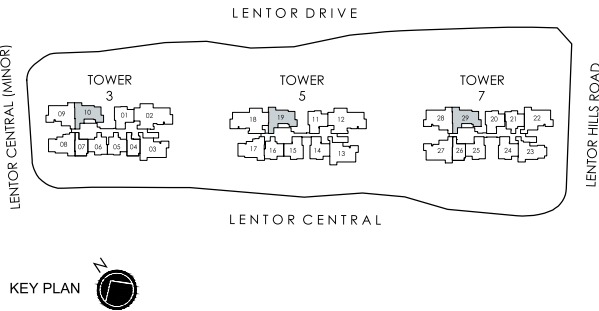 LENTOR DRIVE
LENTOR CENTRAL (MINOR)
TOWER
3
TOWER
5
TOWER
7
LENTOR HILLS ROAD
09 10 01 02
18 19 11 12
28 29 20 21 22
08 07 06 05 04 03
17 16 15 14 13
27 26 25 24 23
LENTOR CENTRAL
N
KEY PLAN